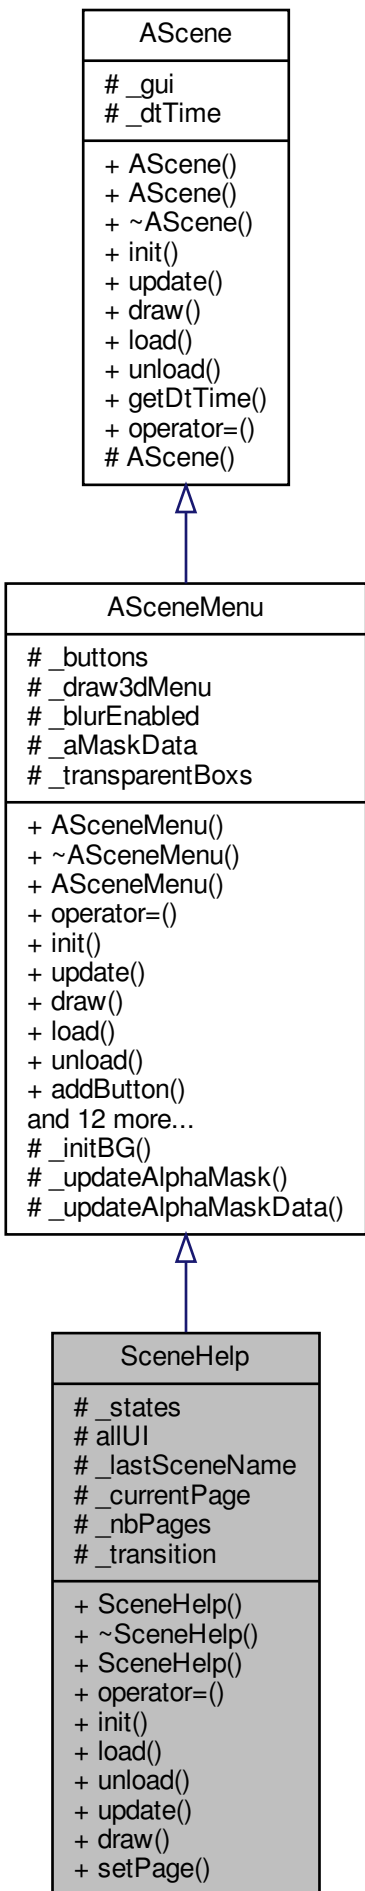 AScene
# _gui
# _dtTime
+ AScene()
+ AScene()
+ ~AScene()
+ init()
+ update()
+ draw()
+ load()
+ unload()
+ getDtTime()
+ operator=()
# AScene()
ASceneMenu
# _buttons
# _draw3dMenu
# _blurEnabled
# _aMaskData
# _transparentBoxs
+ ASceneMenu()
+ ~ASceneMenu()
+ ASceneMenu()
+ operator=()
+ init()
+ update()
+ draw()
+ load()
+ unload()
+ addButton()
and 12 more...
# _initBG()
# _updateAlphaMask()
# _updateAlphaMaskData()
SceneHelp
# _states
# allUI
# _lastSceneName
# _currentPage
# _nbPages
# _transition
+ SceneHelp()
+ ~SceneHelp()
+ SceneHelp()
+ operator=()
+ init()
+ load()
+ unload()
+ update()
+ draw()
+ setPage()